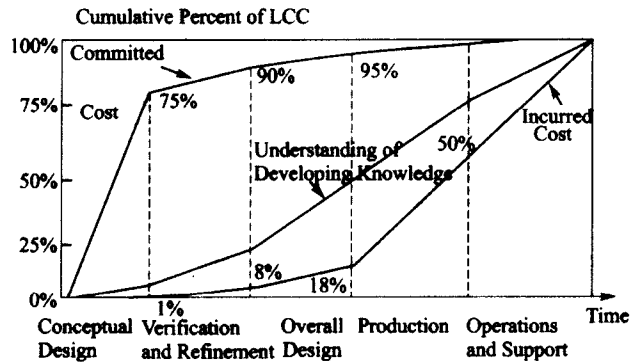 Cumulative Percent of LCC
100%
Committed
90%
95%
75%
75%
Cost
Incurred
Cost
50%
Understanding of
Developing Knowledge
50%
25%
8%
18%
0%
1%
Time
Conceptual
Design
Verification
and Refinement
Overall
Design
Production
Operations
and Support